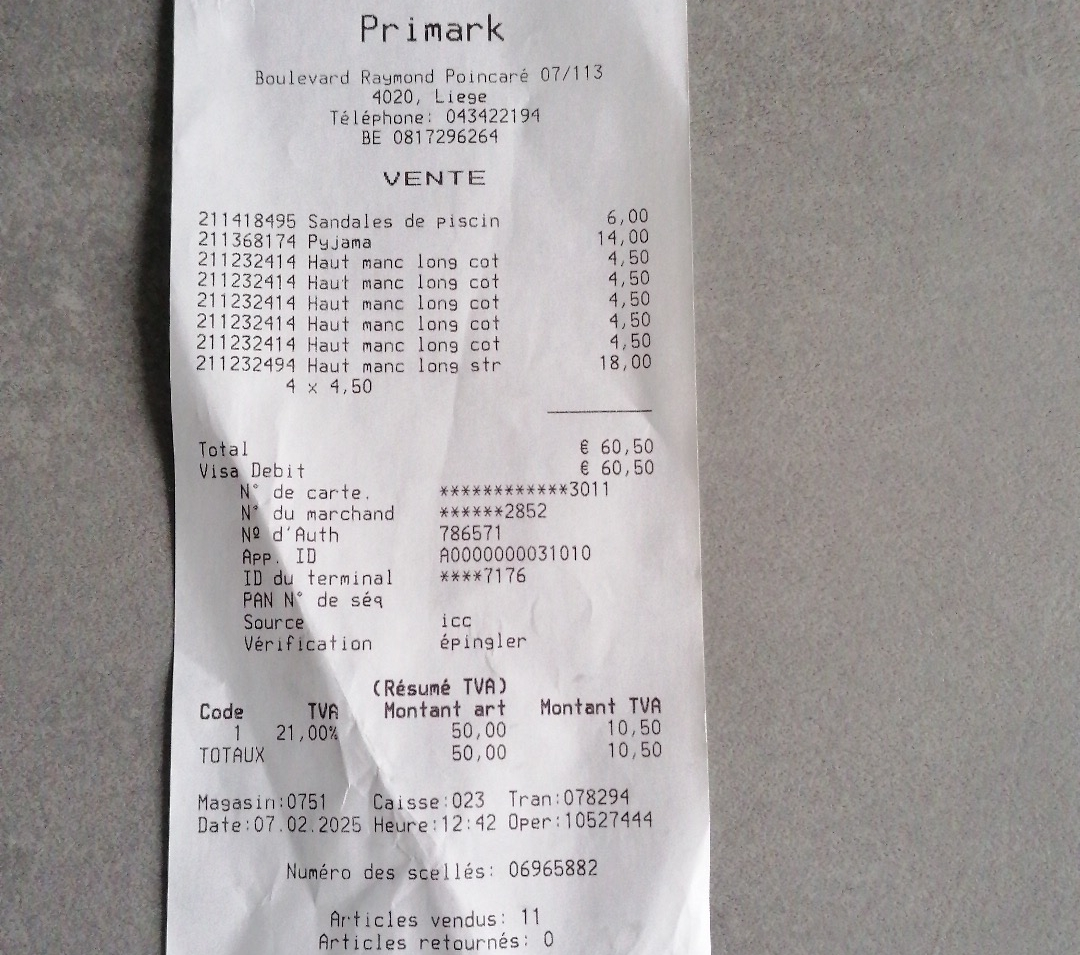 Primark
Boulevard Raymond Poincaré 07/113
4020, Liege
Téléphone: 043422194
BE 0817296264
VENTE
211418495 Sandales de piscin 6,00
211368174 Pyjama 14,00
211232414 Haut manc long cot 4,50
211232414 Haut manc long cot 4,50
211232414 Haut manc long cot 4,50
211232414 Haut manc long cot 4,50
211232414 Haut manc long cot 4,50
211232494 Haut manc long str 18,00
4 x 4,50
Total € 60,50
Visa Debit € 60,50
N° de carte. ************3011
N° du marchand ******2852
Nº d'Auth 786571
App. ID A0000000031010
ID du terminal ****7176
PAN N° de séq
Source icc
Vérification épingler
(Résumé TVA)
Code TVA Montant art Montant TVA
1 21,00% 50,00 10,50
TOTAUX 50,00 10,50
Magasin:0751 Caisse:023 Tran:078294
Date:07.02.2025 Heure:12:42 Oper:10527444
Numéro des scellés: 06965882
Articles vendus: 11
Articles retournés: 0